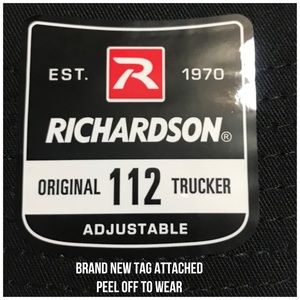 EST. R 1970
RICHARDSON®
ORIGINAL 112 TRUCKER
ADJUSTABLE
BRAND NEW TAG ATTACHED
PEEL OFF TO WEAR